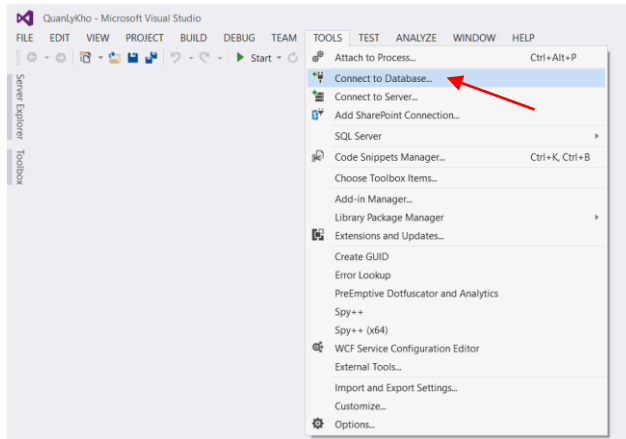 QuanLyKho - Microsoft Visual Studio
FILE EDIT VIEW PROJECT BUILD DEBUG TEAM TOOLS TEST ANALYZE WINDOW HELP
Start
Server Explorer
Toolbox
Attach to Process... Ctrl+Alt+P
Connect to Database...
Connect to Server...
Add SharePoint Connection...
SQL Server
Code Snippets Manager... Ctrl+K, Ctrl+B
Choose Toolbox Items...
Add-in Manager...
Library Package Manager
Extensions and Updates...
Create GUID
Error Lookup
PreEmptive Dotfuscator and Analytics
Spy++
Spy++ (x64)
WCF Service Configuration Editor
External Tools...
Import and Export Settings...
Customize...
Options...